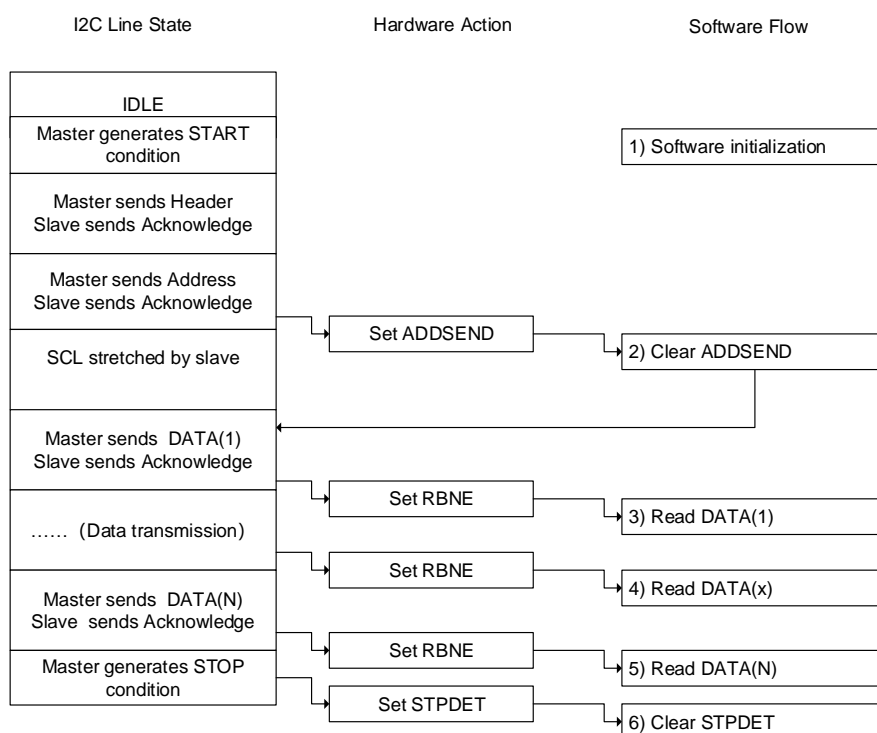 I2C Line State
Hardware Action
Software Flow
IDLE
Master generates START
condition
1) Software initialization
Master sends Header
Slave sends Acknowledge
Master sends Address
Slave sends Acknowledge
Set ADDSEND
2) Clear ADDSEND
SCL stretched by slave
Master sends DATA(1)
Slave sends Acknowledge
Set RBNE
3) Read DATA(1)
…… (Data transmission)
Set RBNE
4) Read DATA(x)
Master sends DATA(N)
Slave sends Acknowledge
Set RBNE
5) Read DATA(N)
Master generates STOP
condition
Set STPDET
6) Clear STPDET